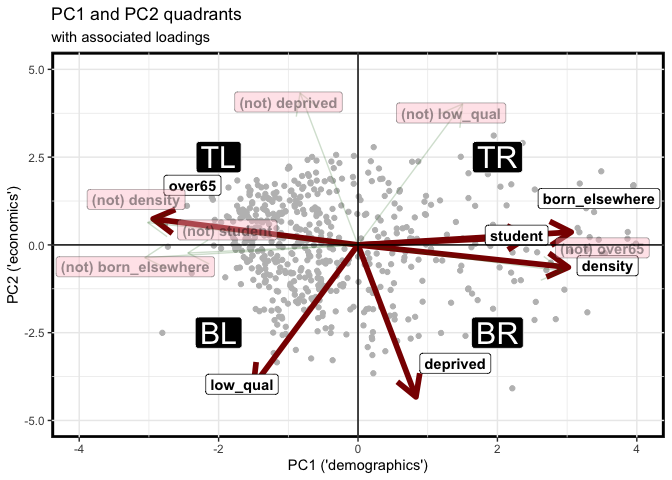 PC1 and PC2 quadrants
with associated loadings
PC2 ('economics')
5.0
2.5
0.0
-2.5
-5.0
(not) deprived
(not) low_qual
TL
TR
over65
(not) density
born_elsewhere
(not) student
student
(not) over65
(not) born_elsewhere
density
BL
BR
deprived
low_qual
-4
-2
0
2
4
PC1 ('demographics')